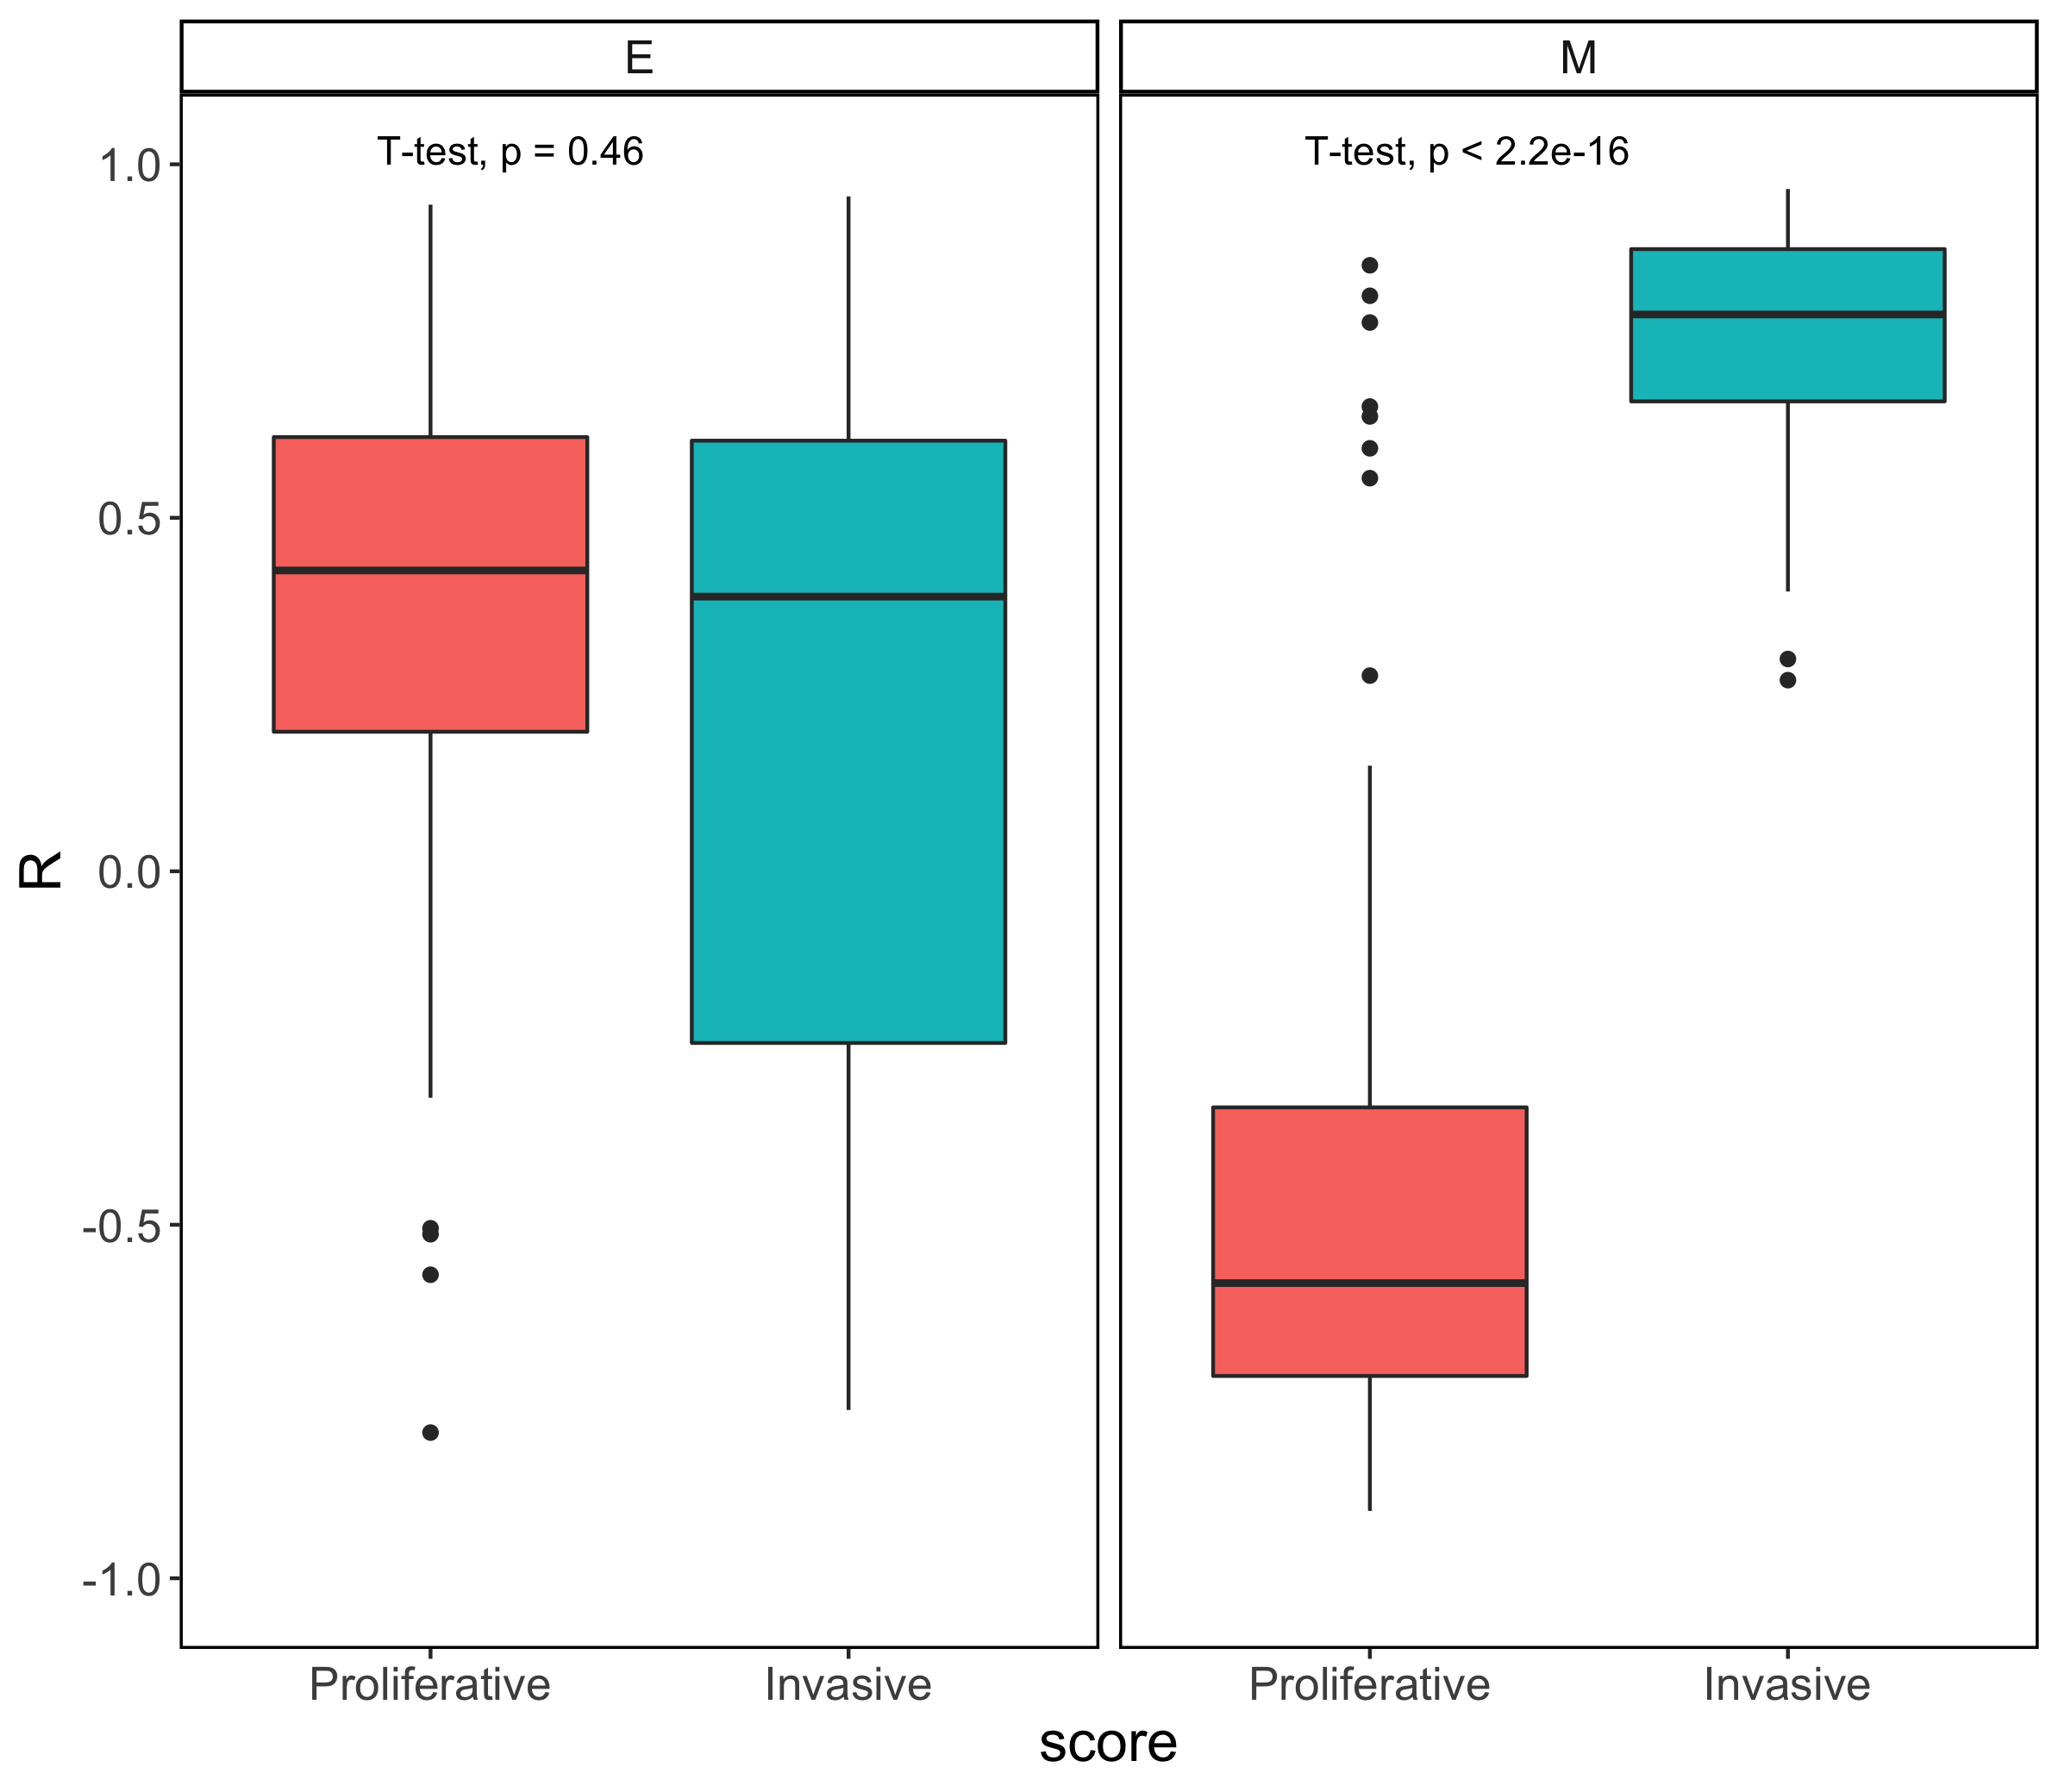 E
M
T-test, p = 0.46
T-test, p < 2.2e-16
1.0
0.5
0.0
-0.5
-1.0
R
Proliferative
Invasive
Proliferative
Invasive
score